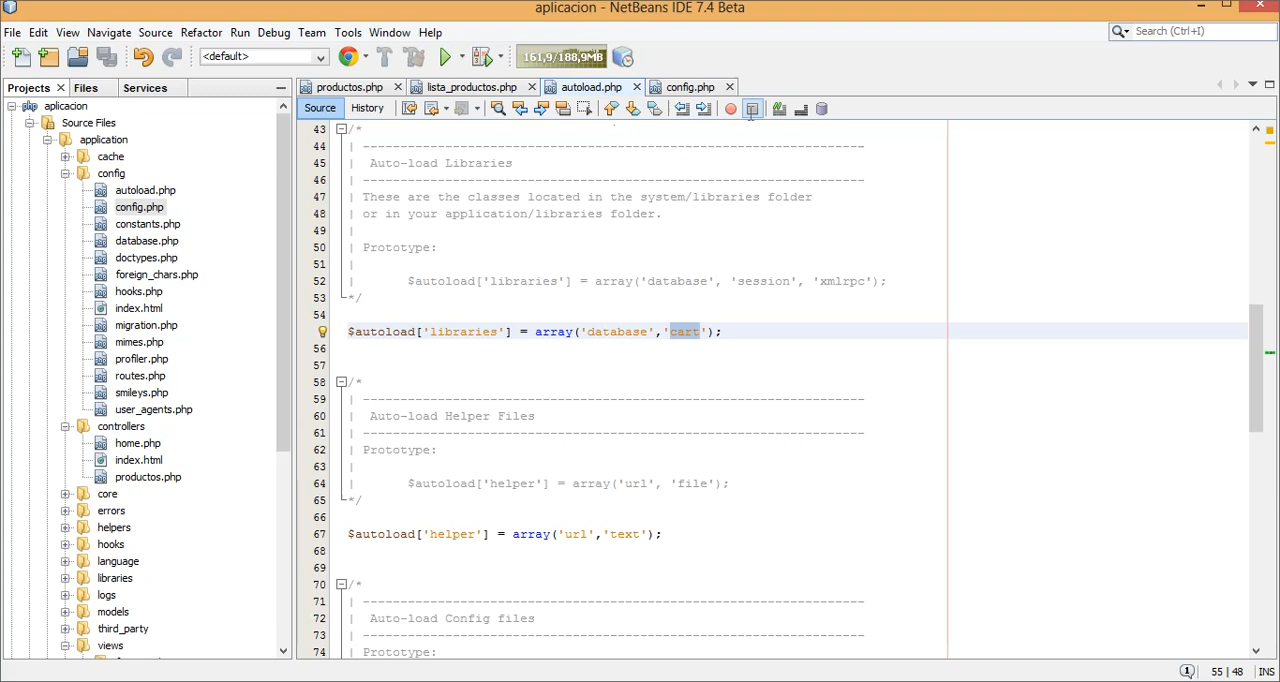 aplicacion - NetBeans IDE 7.4 Beta
File Edit View Navigate Source Refactor Run Debug Team Tools Window Help
Search (Ctrl+I)
<default>
161,9/188,9MB
Projects Files Services
productos.php lista_productos.php autoload.php config.php
Source History
aplicacion
Source Files
application
cache
config
autoload.php
config.php
constants.php
database.php
doctypes.php
foreign_chars.php
hooks.php
index.html
migration.php
mimes.php
profiler.php
routes.php
smileys.php
user_agents.php
controllers
home.php
index.html
productos.php
core
errors
helpers
hooks
language
libraries
logs
models
third_party
views
43 /*
44 | -------------------------------------------------------------------
45 | Auto-load Libraries
46 | -------------------------------------------------------------------
47 | These are the classes located in the system/libraries folder
48 | or in your application/libraries folder.
49 |
50 | Prototype:
51 |
52 | $autoload['libraries'] = array('database', 'session', 'xmlrpc');
53 */
54
$autoload['libraries'] = array('database','cart');
56
57
58 /*
59 | -------------------------------------------------------------------
60 | Auto-load Helper Files
61 | -------------------------------------------------------------------
62 | Prototype:
63 |
64 | $autoload['helper'] = array('url', 'file');
65 */
66
67 $autoload['helper'] = array('url','text');
68
69
70 /*
71 | -------------------------------------------------------------------
72 | Auto-load Config files
73 | -------------------------------------------------------------------
74 | Prototype:
55 | 48 INS